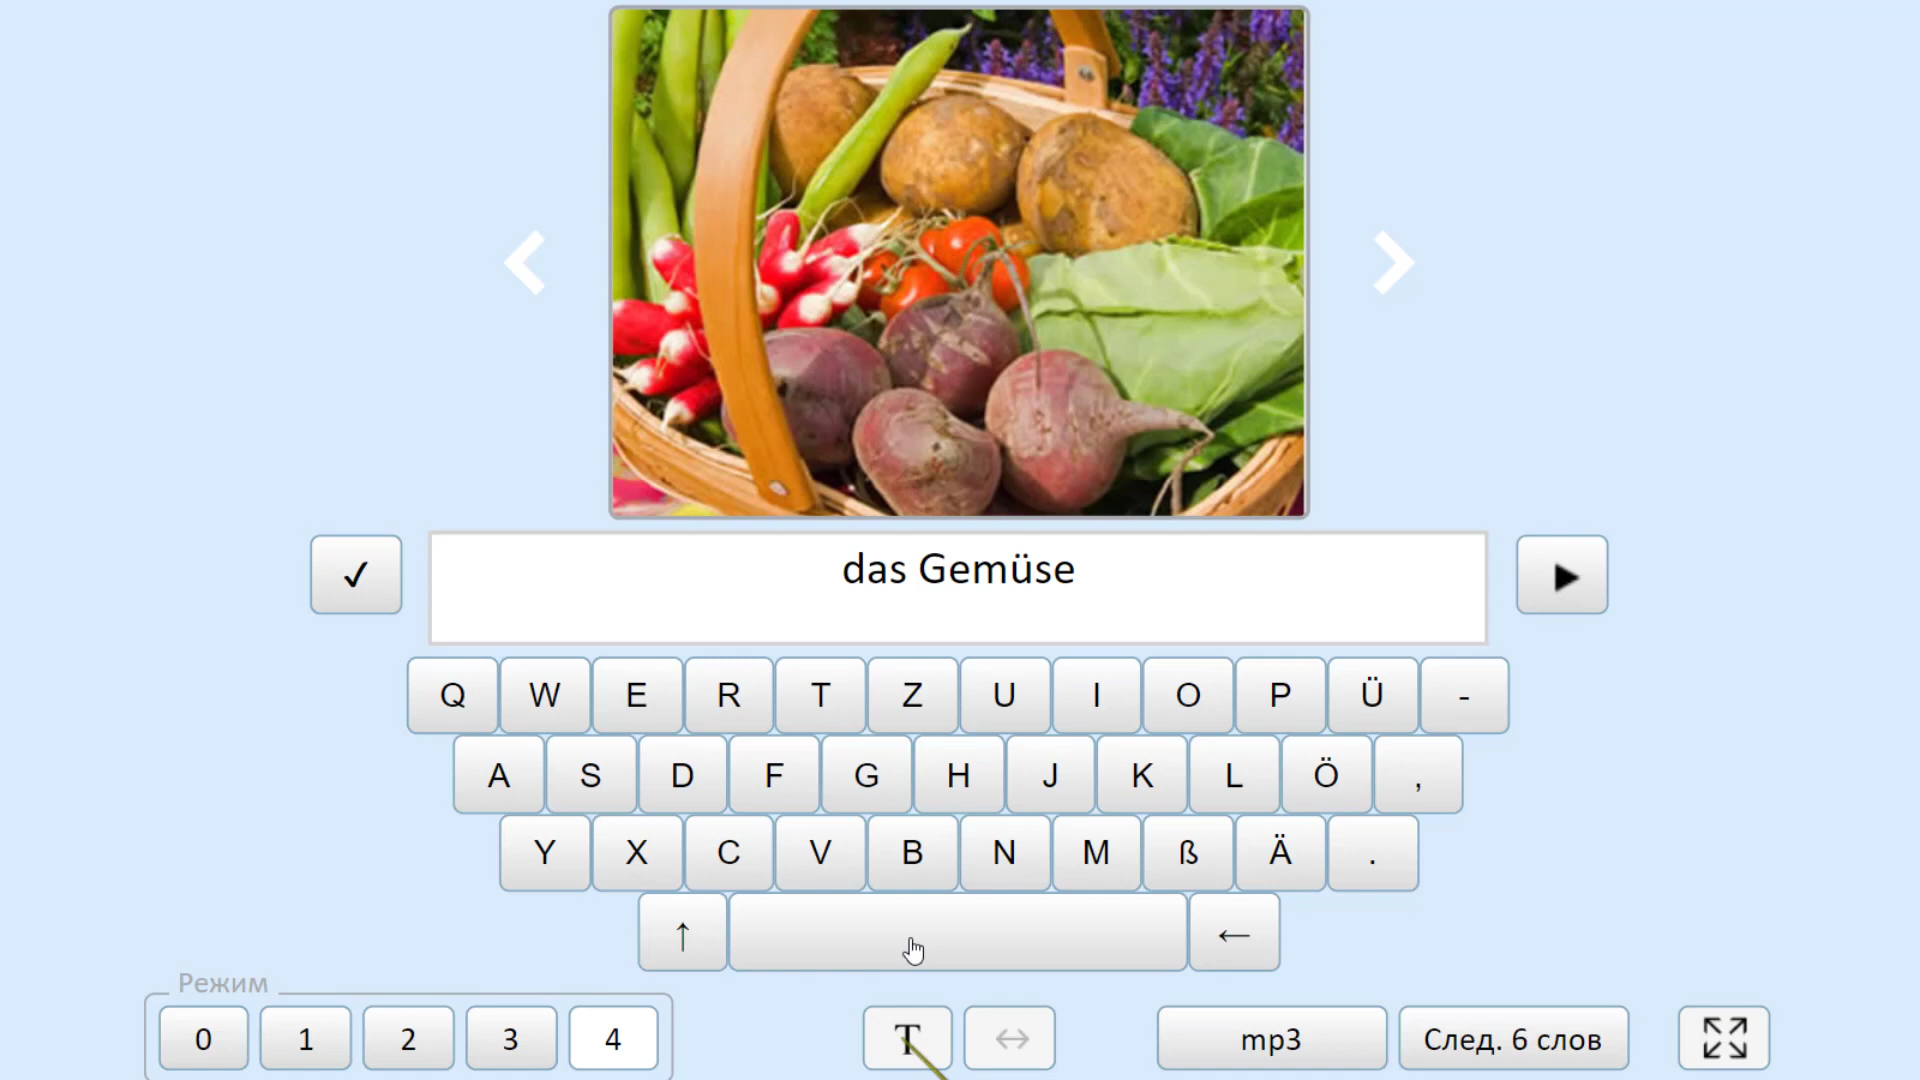 ✓ das Gemüse ▶
Q W E R T Z U I O P Ü -
A S D F G H J K L Ö ,
Y X C V B N M ß Ä .
↑ ←
Режим
0 1 2 3 4 T ↔ mp3 След. 6 слов